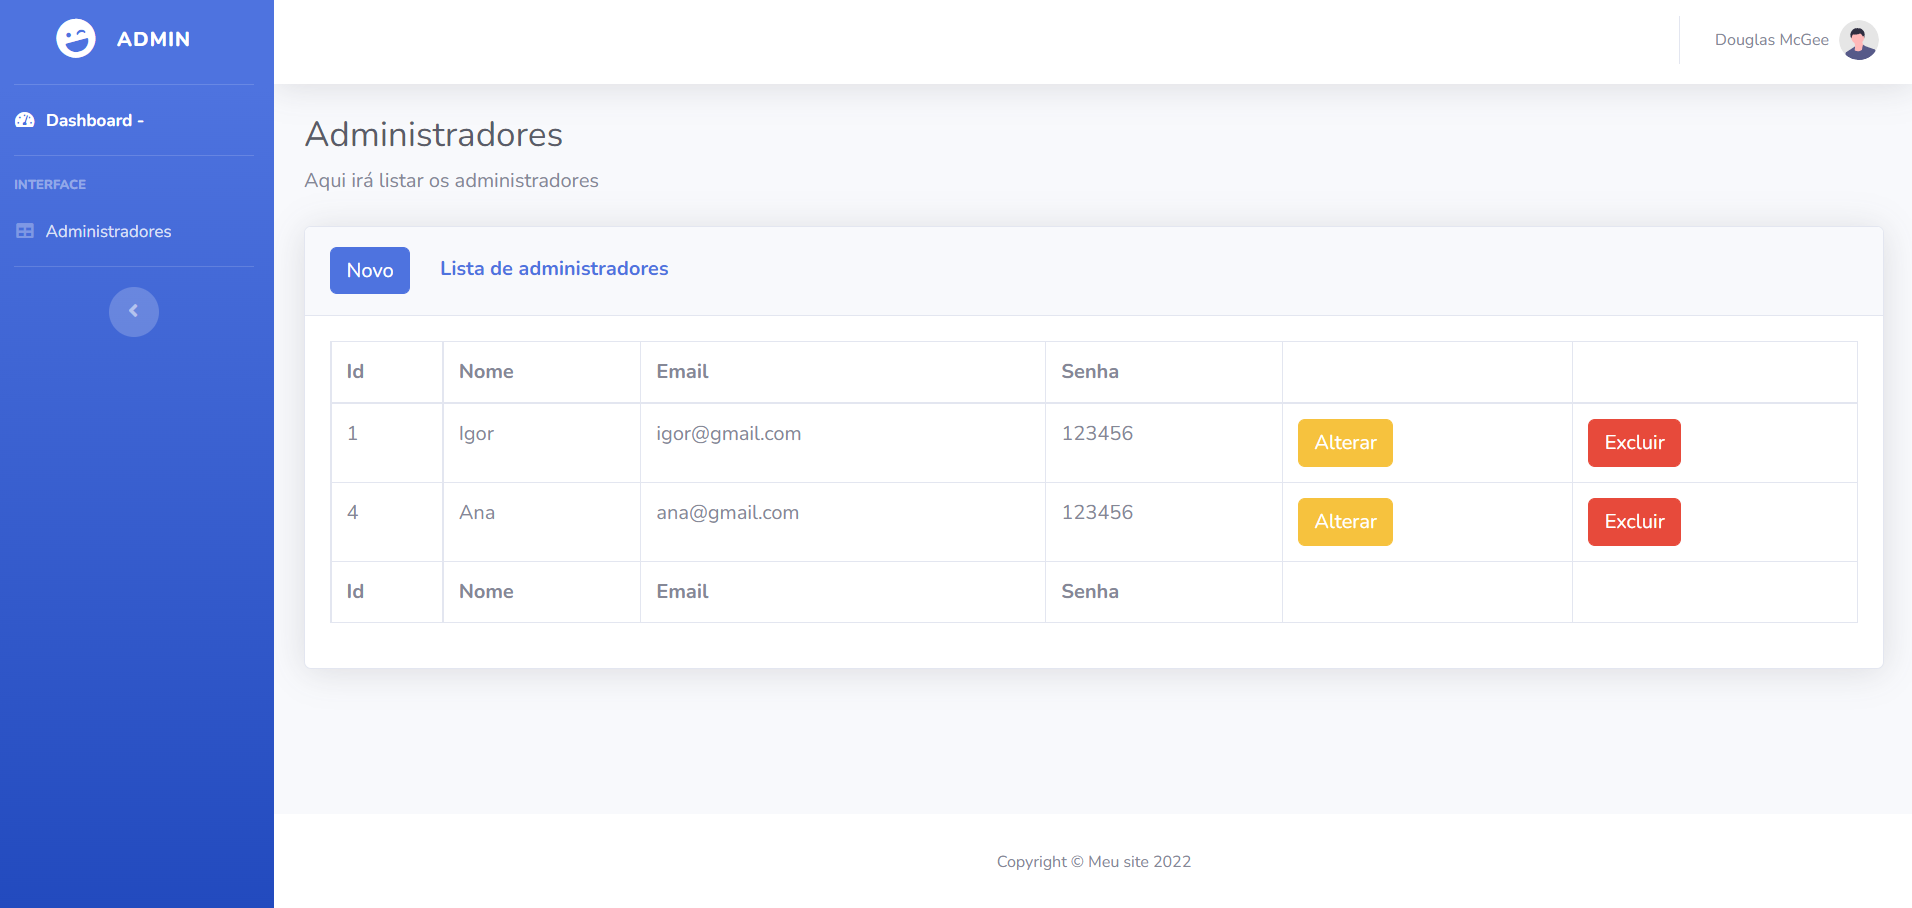 ADMIN
Douglas McGee
Dashboard -
INTERFACE
Administradores
Administradores
Aqui irá listar os administradores
Novo Lista de administradores
Id Nome Email Senha
1 Igor igor@gmail.com 123456 Alterar Excluir
4 Ana ana@gmail.com 123456 Alterar Excluir
Id Nome Email Senha
Copyright © Meu site 2022